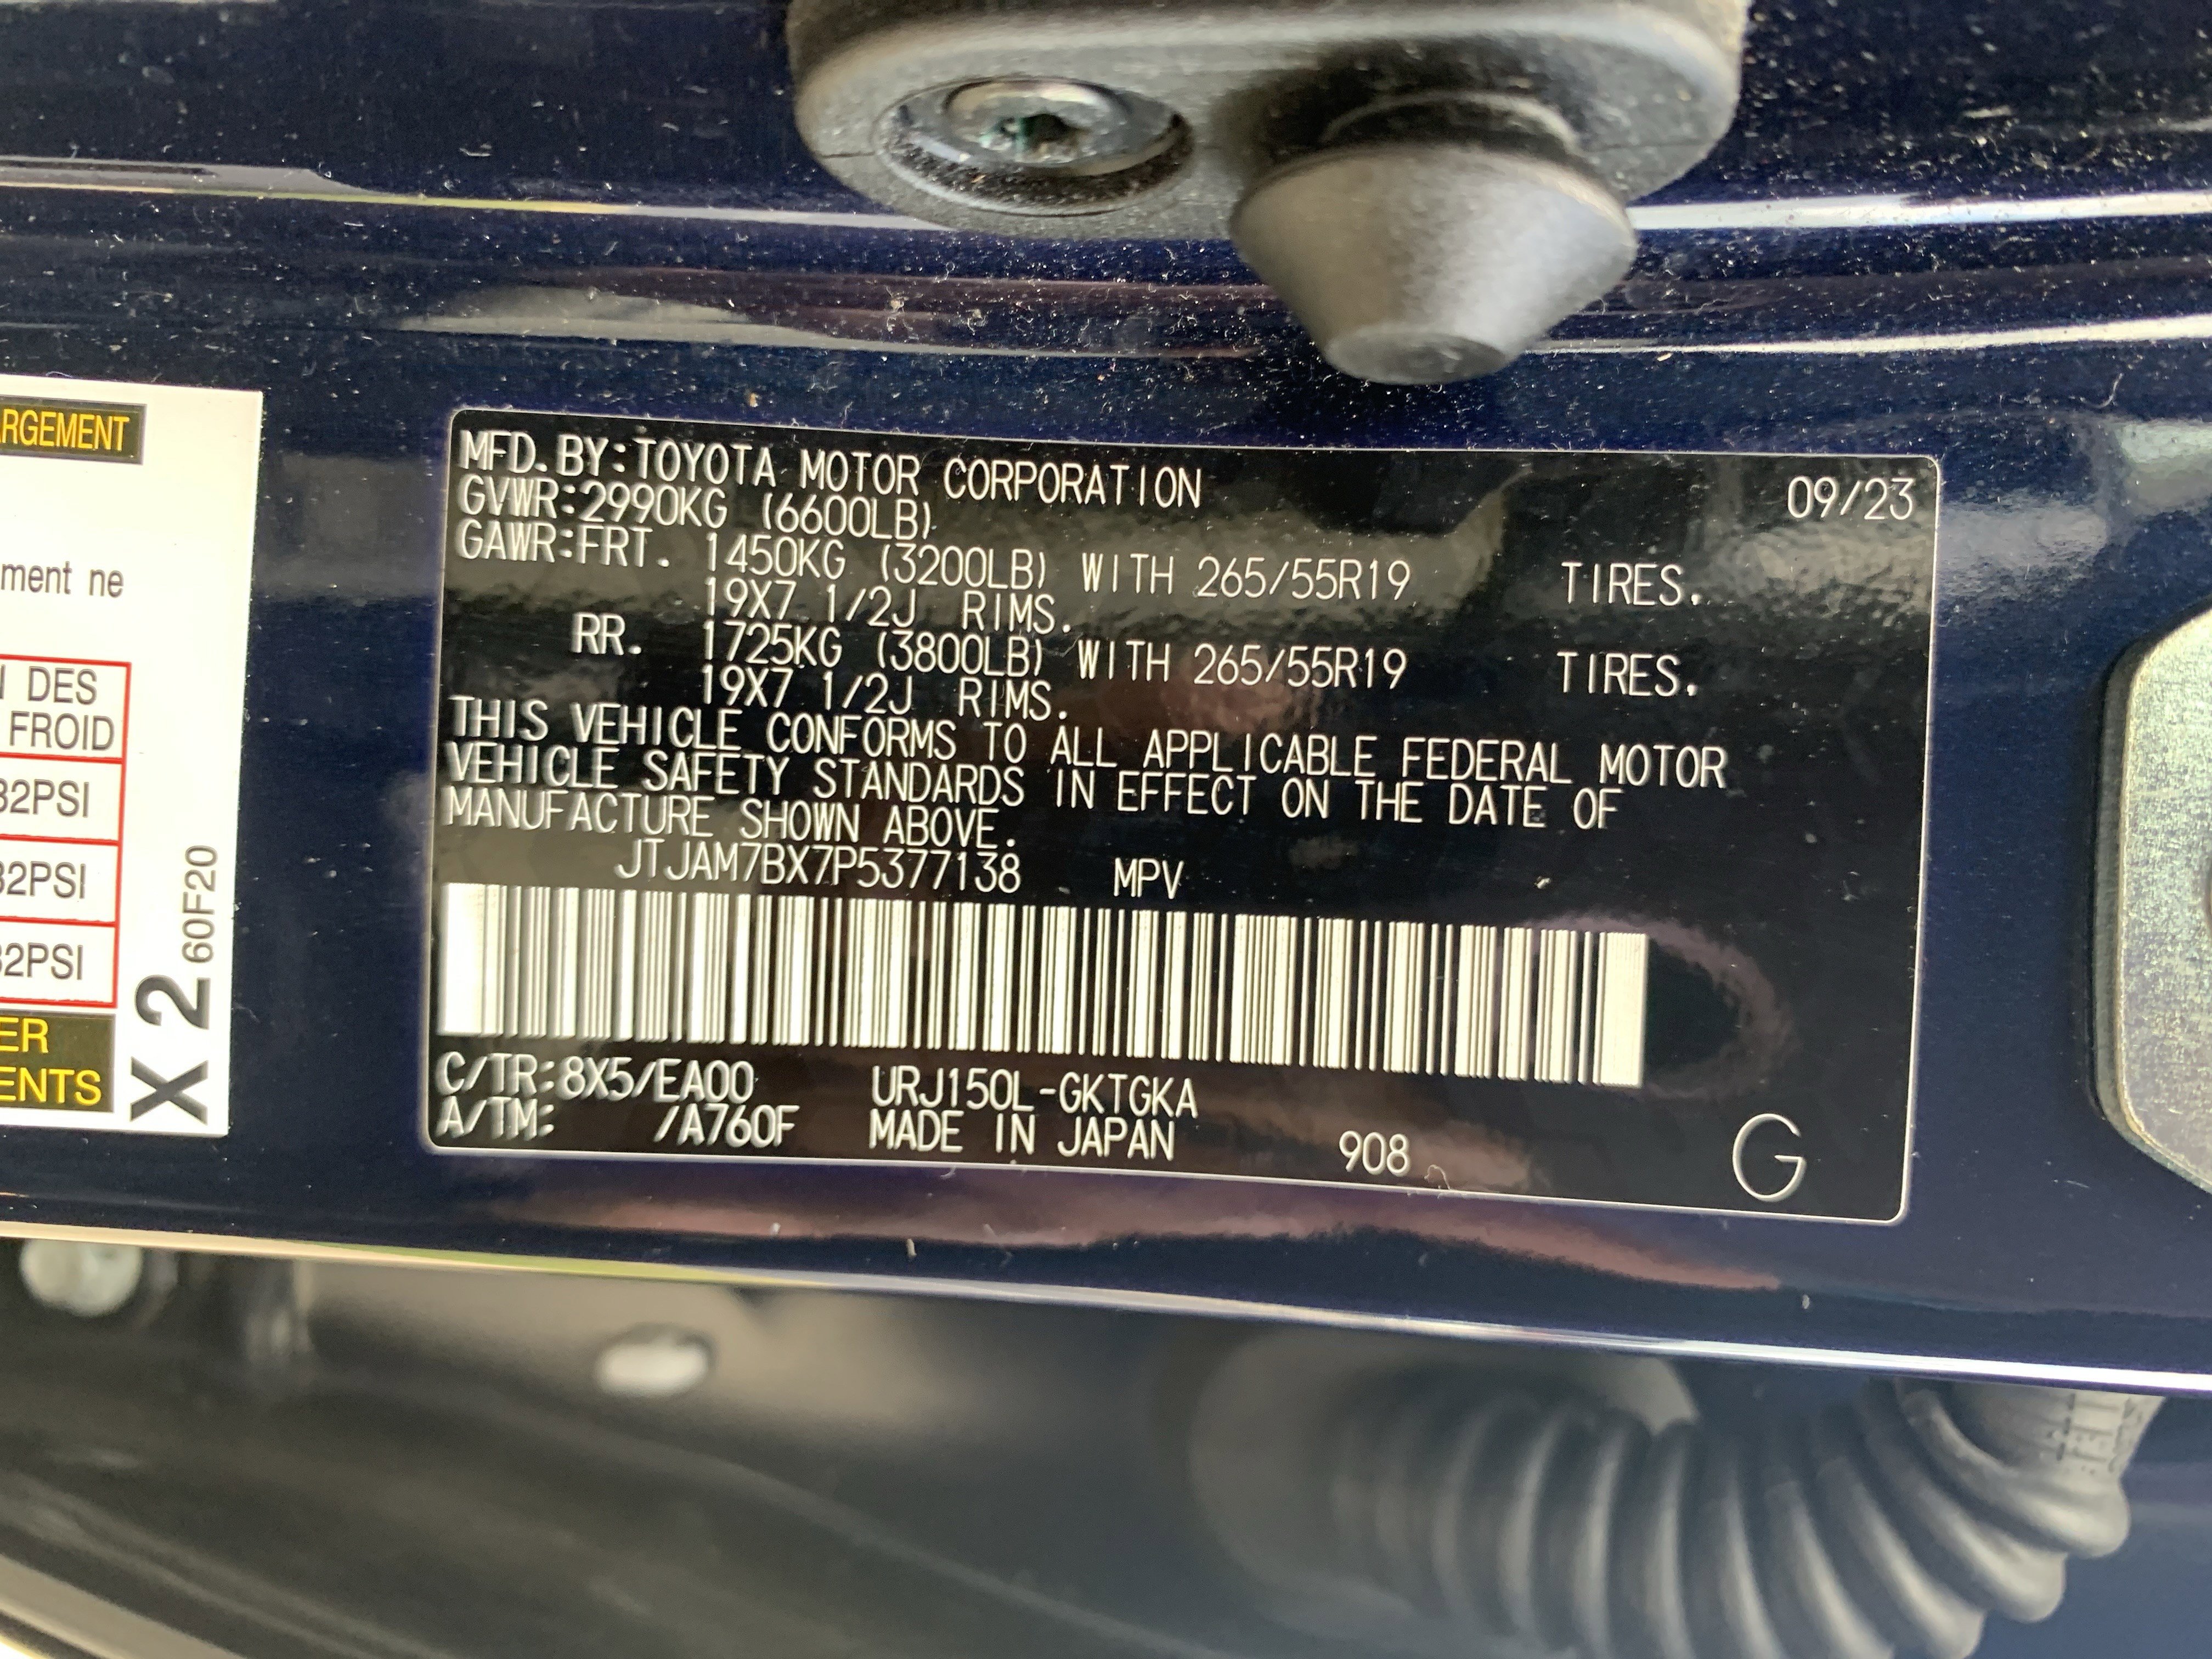 RGEMENT
ment ne
DES
FROID
32PSI
32PSI
32PSI
ER
ENTS
X 2 60F20
MFD.BY:TOYOTA MOTOR CORPORATION 09/23
GVWR:2990KG (6600LB)
GAWR:FRT. 1450KG (3200LB) WITH 265/55R19 TIRES.
19X7 1/2J RIMS.
RR. 1725KG (3800LB) WITH 265/55R19 TIRES.
19X7 1/2J RIMS.
THIS VEHICLE CONFORMS TO ALL APPLICABLE FEDERAL MOTOR
VEHICLE SAFETY STANDARDS IN EFFECT ON THE DATE OF
MANUFACTURE SHOWN ABOVE.
JTJAM7BX7P5377138 MPV
C/TR:8X5/EA00 URJ150L-GKTGKA
A/TM: /A760F MADE IN JAPAN 908 G